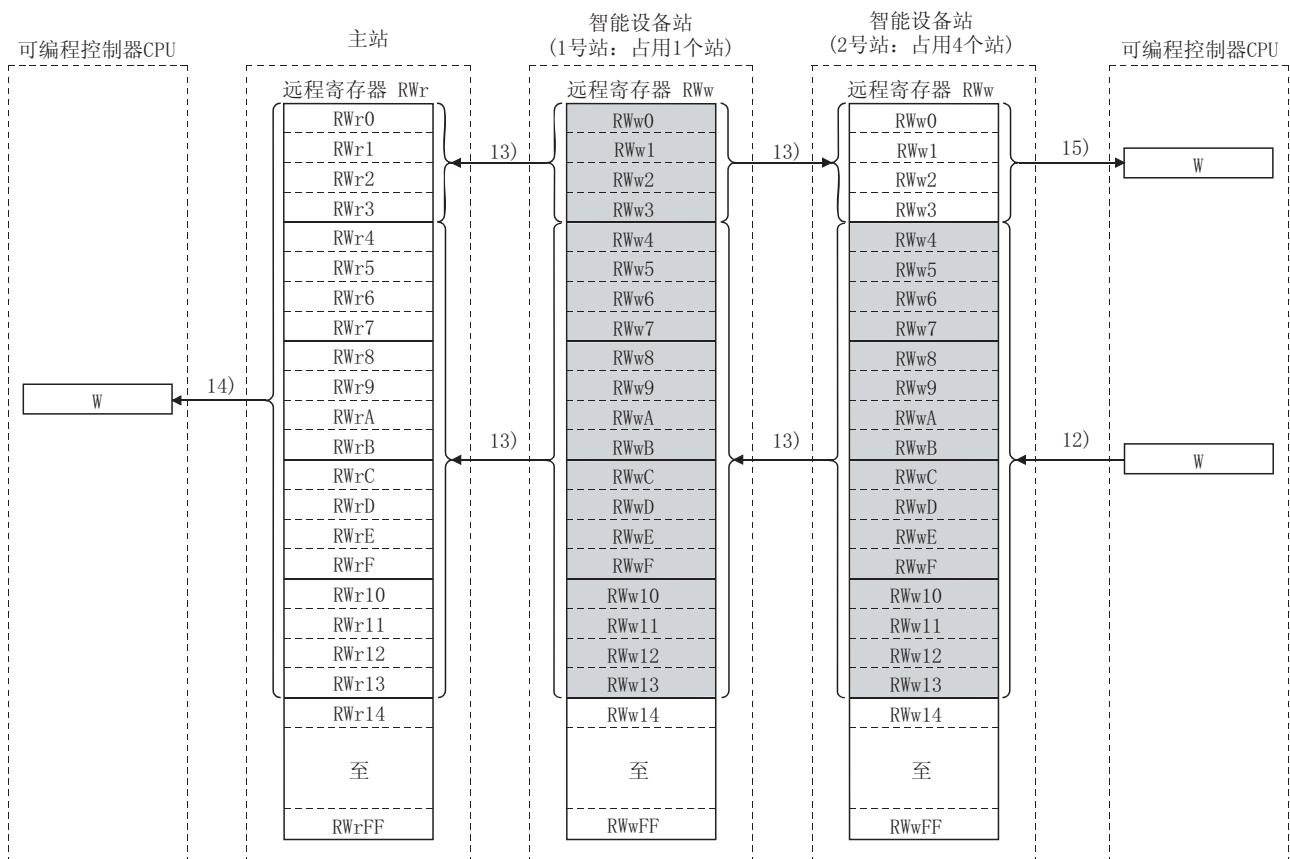 可编程控制器CPU
主站
智能设备站
(1号站：占用1个站)
智能设备站
(2号站：占用4个站)
可编程控制器CPU
远程寄存器 RWr
远程寄存器 RWw
远程寄存器 RWw
RWr0
RWr1
RWr2
RWr3
RWr4
RWr5
RWr6
RWr7
RWr8
RWr9
RWrA
RWrB
RWrC
RWrD
RWrE
RWrF
RWr10
RWr11
RWr12
RWr13
RWr14
至
RWrFF
RWw0
RWw1
RWw2
RWw3
RWw4
RWw5
RWw6
RWw7
RWw8
RWw9
RWwA
RWwB
RWwC
RWwD
RWwE
RWwF
RWw10
RWw11
RWw12
RWw13
RWw14
至
RWwFF
RWw0
RWw1
RWw2
RWw3
RWw4
RWw5
RWw6
RWw7
RWw8
RWw9
RWwA
RWwB
RWwC
RWwD
RWwE
RWwF
RWw10
RWw11
RWw12
RWw13
RWw14
至
RWwFF
13)
13)
15)
W
W
14)
13)
13)
12)
W